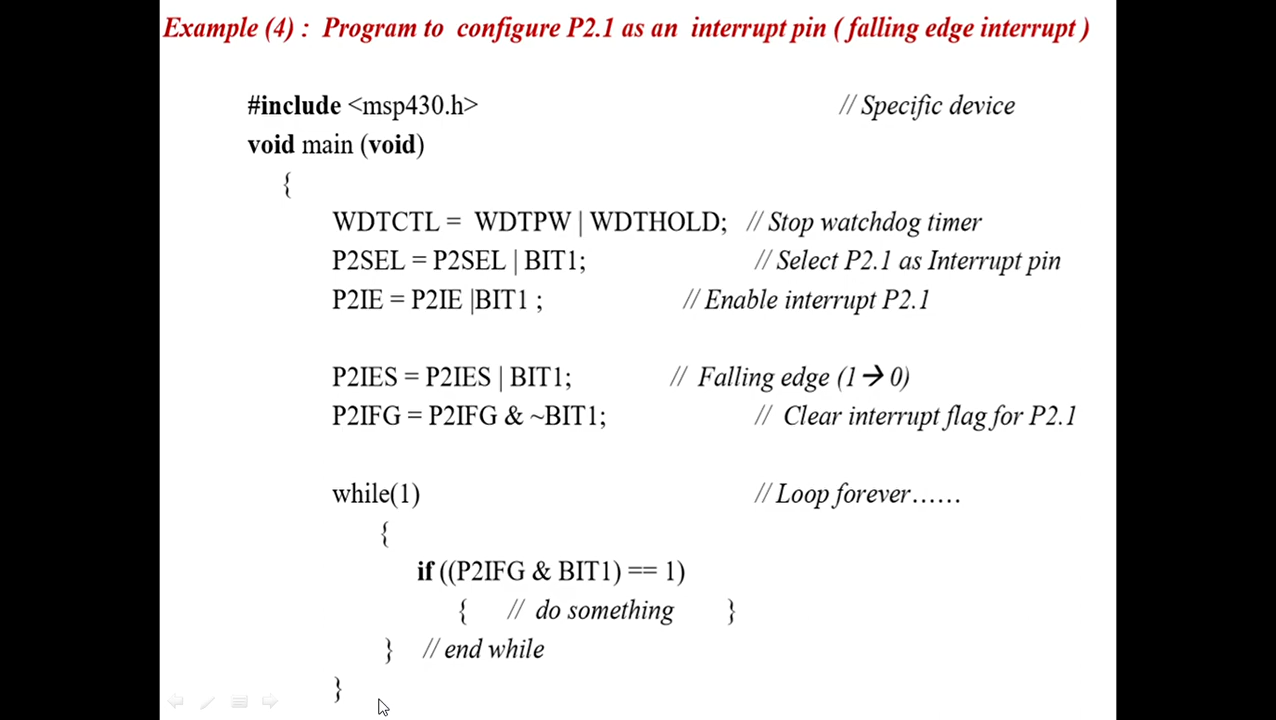 Example (4) : Program to configure P2.1 as an interrupt pin ( falling edge interrupt )
#include <msp430.h> // Specific device
void main (void)
{
WDTCTL = WDTPW | WDTHOLD; // Stop watchdog timer
P2SEL = P2SEL | BIT1; // Select P2.1 as Interrupt pin
P2IE = P2IE |BIT1 ; // Enable interrupt P2.1
P2IES = P2IES | BIT1; // Falling edge (1→ 0)
P2IFG = P2IFG & ~BIT1; // Clear interrupt flag for P2.1
while(1) // Loop forever……
{
if ((P2IFG & BIT1) == 1)
{ // do something }
} // end while
}